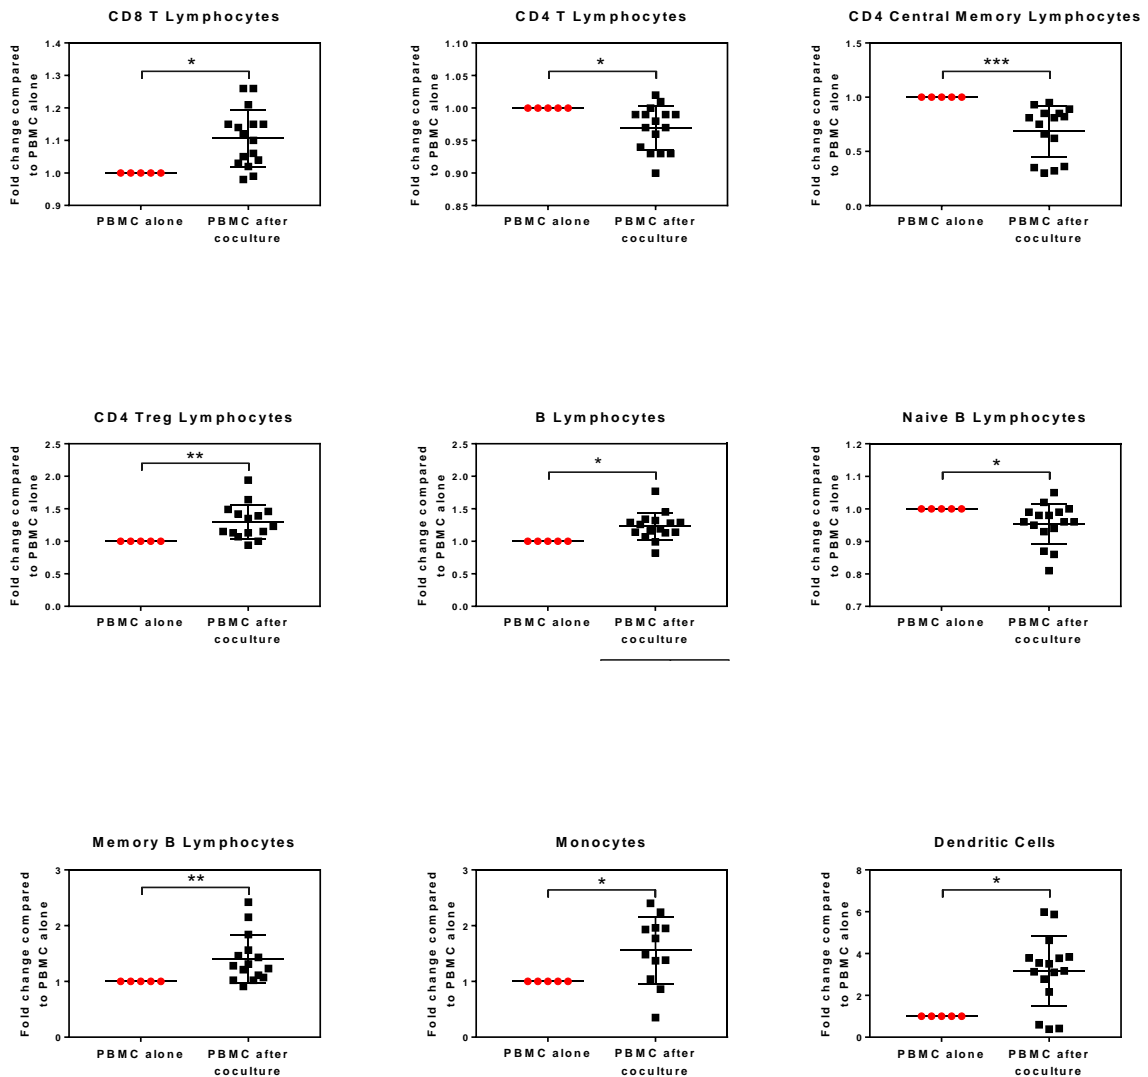 CD8 T Lymphocytes
Fold change compared
to PBMC alone
1.4
1.3
1.2
1.1
1.0
0.9
*
PBMC alone
PBMC after
coculture
CD4 T Lymphocytes
Fold change compared
to PBMC alone
1.10
1.05
1.00
0.95
0.90
0.85
*
PBMC alone
PBMC after
coculture
CD4 Central Memory Lymphocytes
Fold change compared
to PBMC alone
1.5
1.0
0.5
0.0
***
PBMC alone
PBMC after
coculture
CD4 Treg Lymphocytes
Fold change compared
to PBMC alone
2.5
2.0
1.5
1.0
0.5
0.0
**
PBMC alone
PBMC after
coculture
B Lymphocytes
Fold change compared
to PBMC alone
2.5
2.0
1.5
1.0
0.5
0.0
*
PBMC alone
PBMC after
coculture
Naive B Lymphocytes
Fold change compared
to PBMC alone
1.2
1.1
1.0
0.9
0.8
0.7
*
PBMC alone
PBMC after
coculture
Memory B Lymphocytes
Fold change compared
to PBMC alone
3
2
1
0
**
PBMC alone
PBMC after
coculture
Monocytes
Fold change compared
to PBMC alone
3
2
1
0
*
PBMC alone
PBMC after
coculture
Dendritic Cells
Fold change compared
to PBMC alone
8
6
4
2
0
*
PBMC alone
PBMC after
coculture